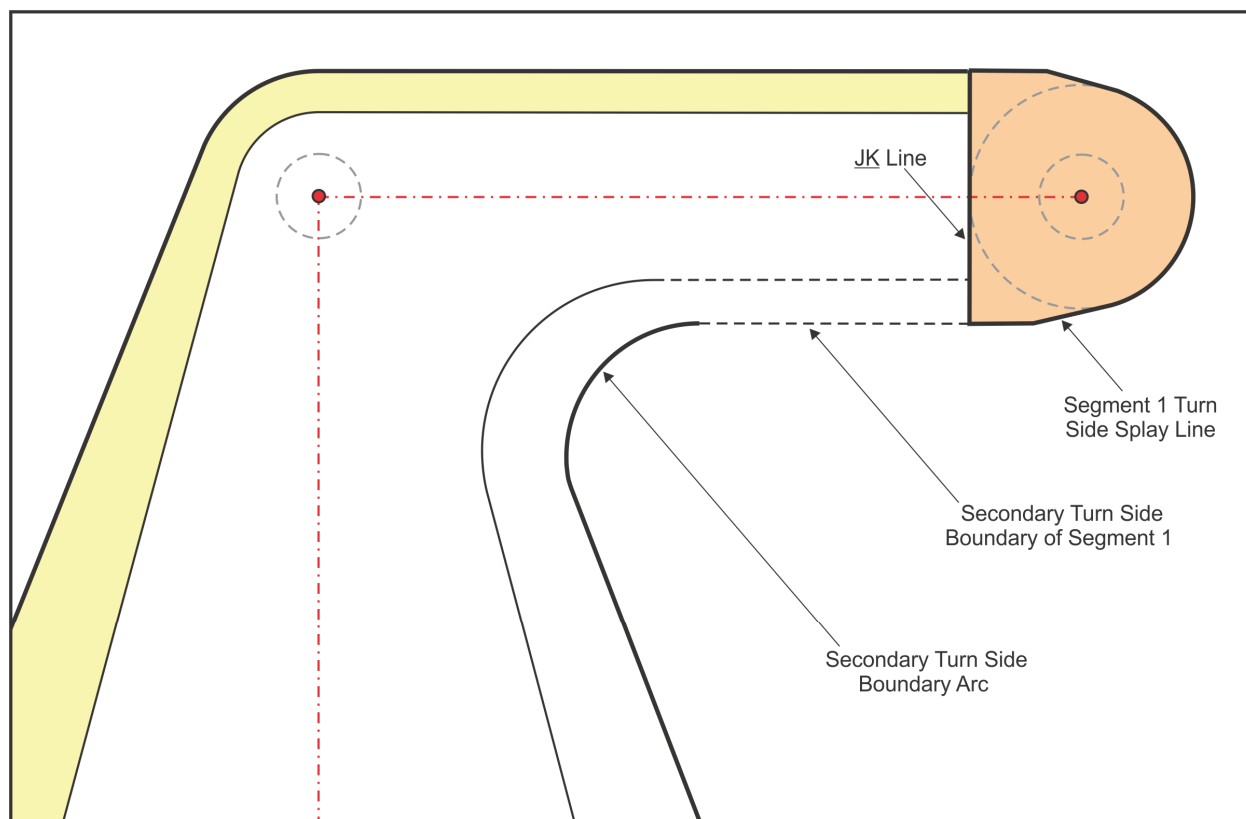 JK Line
Segment 1 Turn
Side Splay Line
Secondary Turn Side
Boundary of Segment 1
Secondary Turn Side
Boundary Arc